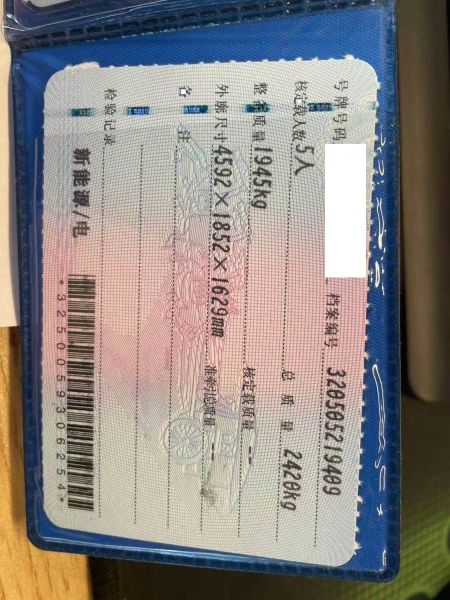 号牌号码 档案编号 320505219409
核定载人数 5人 总质量 2420kg
整备质量 1945kg 核定载质量 --
外廓尺寸 4592×1852×1629mm 准牵引总质量 --
备注
检验记录
新能源/电
*3250059306254*